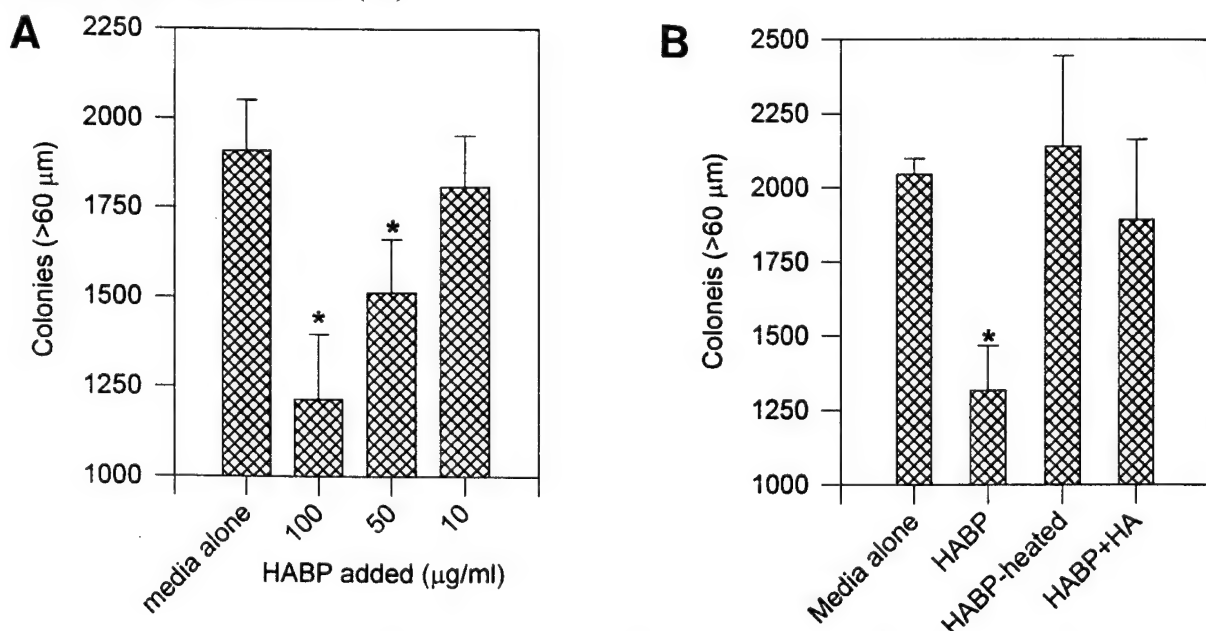 A
Colonies (>60 μm)
2250
2000
1750
1500
1250
1000
*
*
media alone
100
50
10
HABP added (μg/ml)
B
Coloneis (>60 μm)
2500
2250
2000
1750
1500
1250
1000
*
Media alone
HABP
HABP-heated
HABP+HA